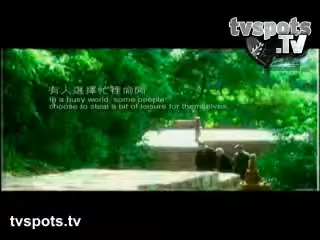 tvspots
.TV
有人選擇忙裡偷閒
In a busy world, some people
choose to steal a bit of leisure for themselves.
tvspots.tv